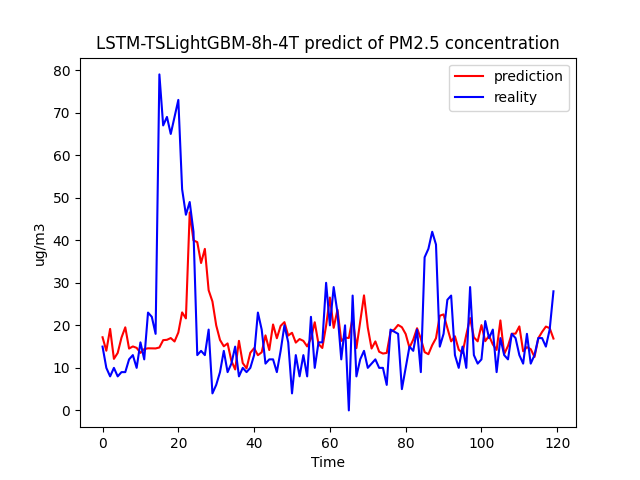 LSTM-TSLightGBM-8h-4T predict of PM2.5 concentration
prediction
reality
80
70
60
50
40
30
20
10
0
ug/m3
0 20 40 60 80 100 120
Time